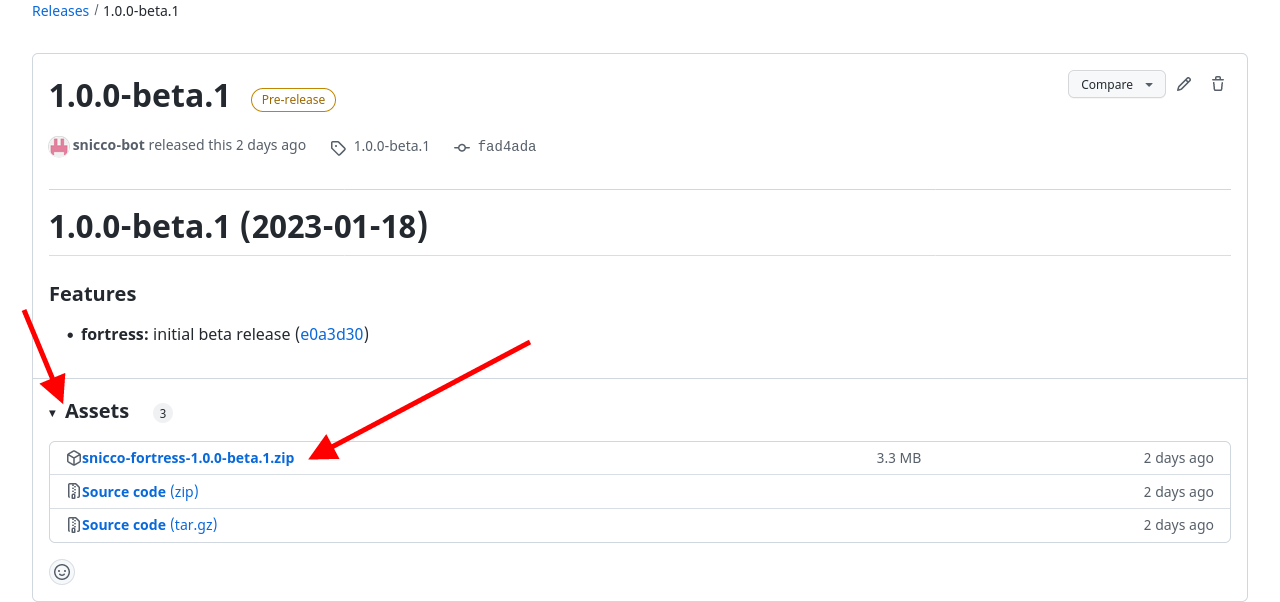 Releases / 1.0.0-beta.1
1.0.0-beta.1 Pre-release Compare
snicco-bot released this 2 days ago 1.0.0-beta.1 fad4ada
1.0.0-beta.1 (2023-01-18)
Features
• fortress: initial beta release (e0a3d30)
Assets 3
snicco-fortress-1.0.0-beta.1.zip 3.3 MB 2 days ago
Source code (zip) 2 days ago
Source code (tar.gz) 2 days ago